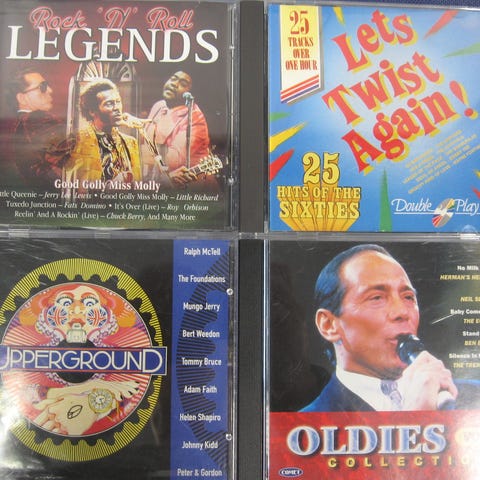 Rock 'N' Roll
LEGENDS
Good Golly Miss Molly
ttle Queenie - Jerry Lee Lewis • Good Golly Miss Molly - Little Richard
Tuxedo Junction - Fats Domino • It's Over (Live) - Roy Orbison
Reelin' And A Rockin' (Live) - Chuck Berry, And Many More
25
TRACKS
OVER
ONE HOUR
Lets
Twist
Again!
25
HITS OF THE
SIXTIES
Double Play
UPPERGROUND
Ralph McTell
The Foundations
Mungo Jerry
Bert Weedon
Tommy Bruce
Adam Faith
Helen Shapiro
Johnny Kidd
Peter & Gordon
No Milk
HERMAN'S HE
NEIL SE
Baby Come
THE E
Stand
BEN E
Silence Is
THE TREM
OLDIES
COLLECTIO
COMET